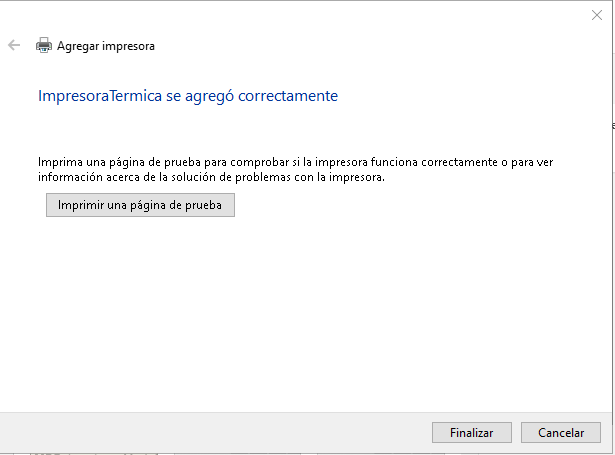 Agregar impresora
ImpresoraTermica se agregó correctamente
Imprima una página de prueba para comprobar si la impresora funciona correctamente o para ver
información acerca de la solución de problemas con la impresora.
Imprimir una página de prueba
Finalizar
Cancelar